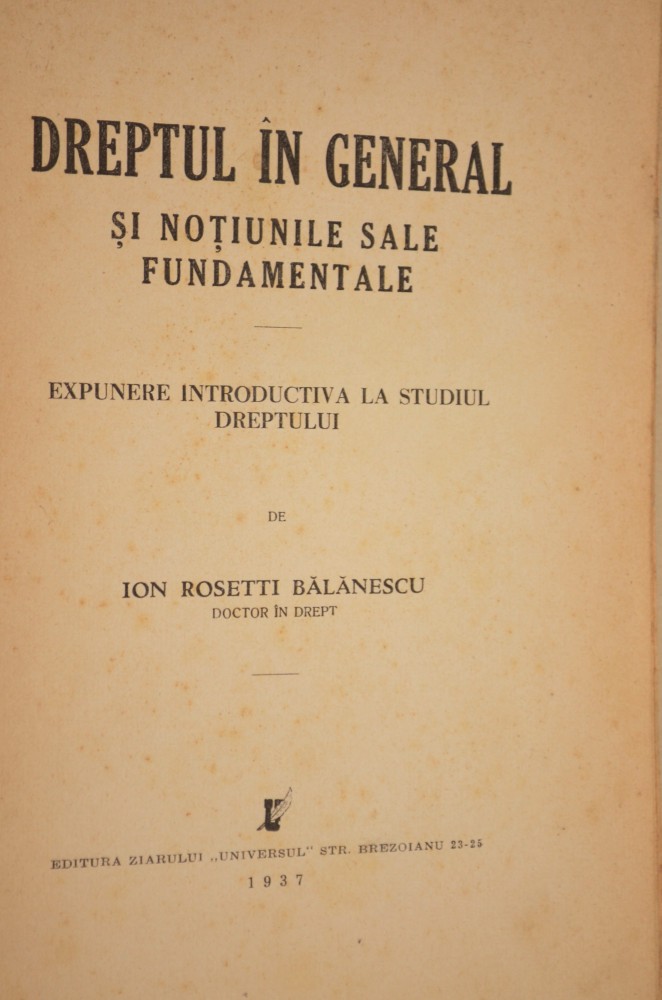 DREPTUL ÎN GENERAL
ȘI NOȚIUNILE SALE
FUNDAMENTALE
EXPUNERE INTRODUCTIVA LA STUDIUL
DREPTULUI
DE
ION ROSETTI BĂLĂNESCU
DOCTOR ÎN DREPT
EDITURA ZIARULUI „UNIVERSUL“ STR. BREZOIANU 23-25
1937